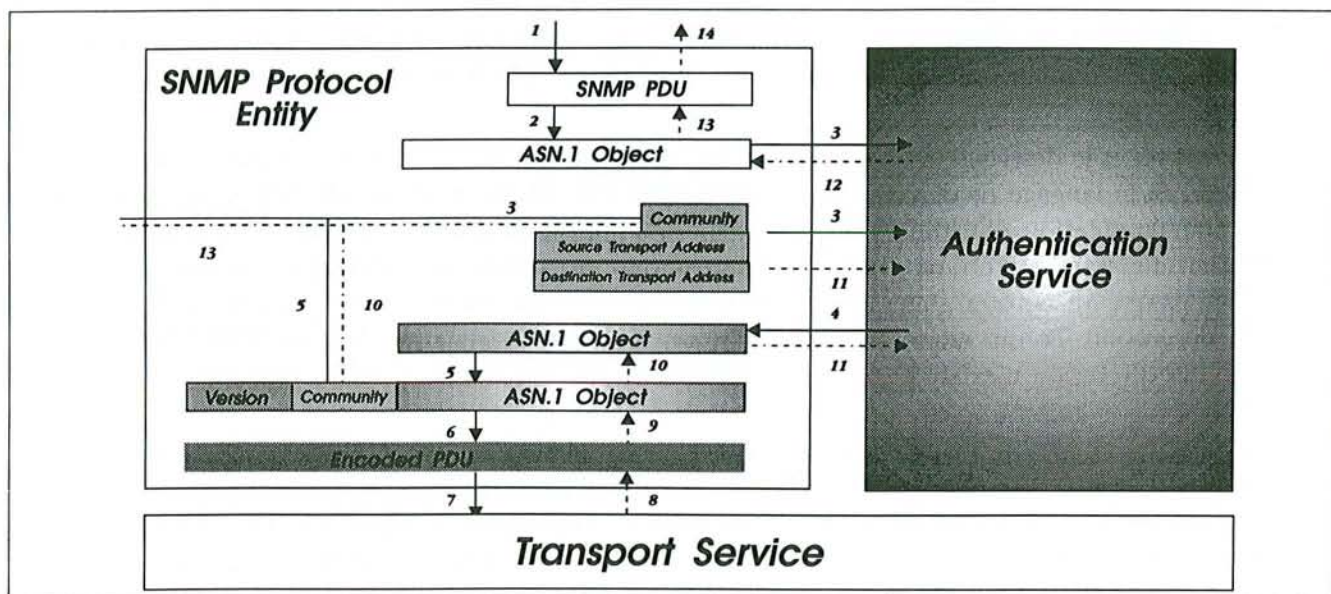 1
14
SNMP Protocol
Entity
SNMP PDU
2
13
3
ASN.1 Object
12
3
Community
3
13
Source Transport Address
Destination Transport Address
11
Authentication
Service
5
10
4
ASN.1 Object
11
5
10
Version
Community
ASN.1 Object
6
9
Encoded PDU
7
8
Transport Service